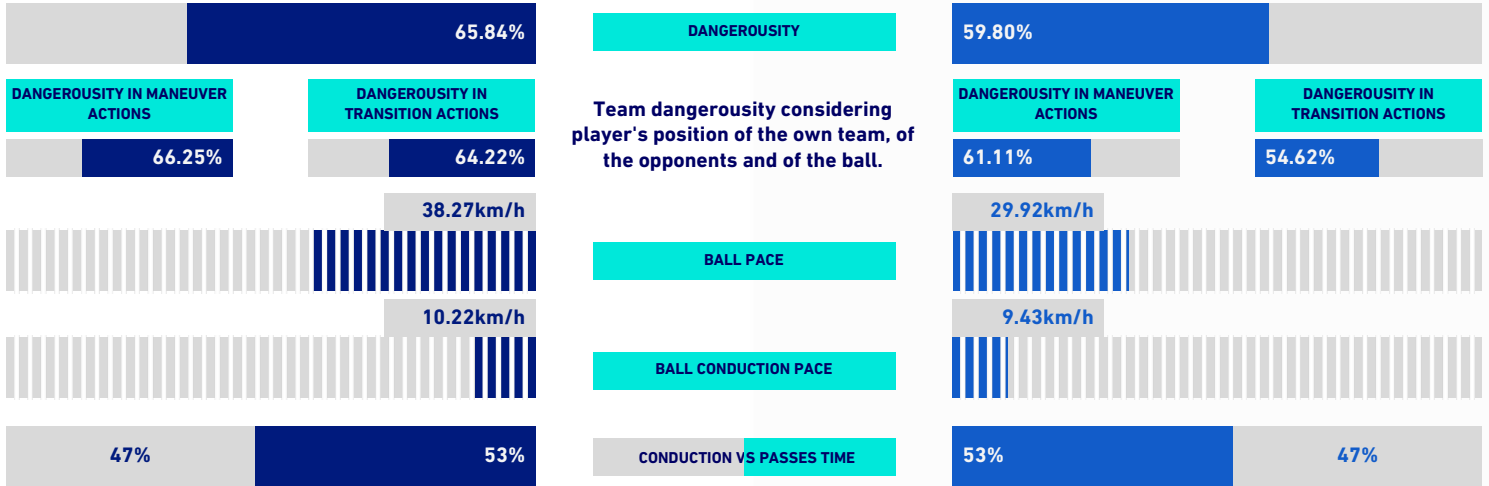 65.84%
DANGEROUSITY
59.80%
DANGEROUSITY IN MANEUVER
ACTIONS
DANGEROUSITY IN
TRANSITION ACTIONS
Team dangerousity considering
player's position of the own team, of
the opponents and of the ball.
DANGEROUSITY IN MANEUVER
ACTIONS
DANGEROUSITY IN
TRANSITION ACTIONS
66.25%
64.22%
61.11%
54.62%
38.27km/h
29.92km/h
BALL PACE
10.22km/h
9.43km/h
BALL CONDUCTION PACE
47%
53%
CONDUCTION VS PASSES TIME
53%
47%